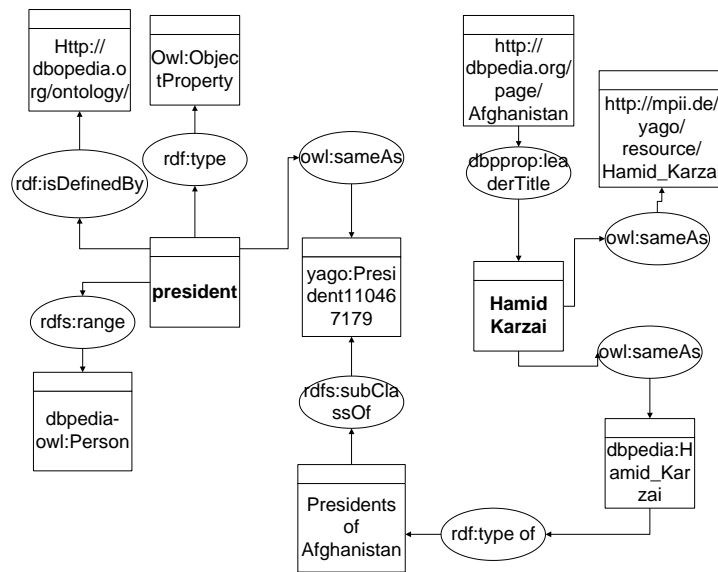 Http://
dbopedia.o
rg/ontology/
Owl:Objec
tProperty
rdf:isDefinedBy
rdf:type
owl:sameAs
president
rdfs:range
dbpedia-
owl:Person
yago:Presi
dent11046
7179
rdfs:subCla
ssOf
Presidents
of
Afghanistan
http://
dbpedia.org/
page/
Afghanistan
dbpprop:lea
derTitle
Hamid
Karzai
http://mpii.de/
yago/
resource/
Hamid_Karzai
owl:sameAs
owl:sameAs
dbpedia:H
amid_Kar
zai
rdf:type of